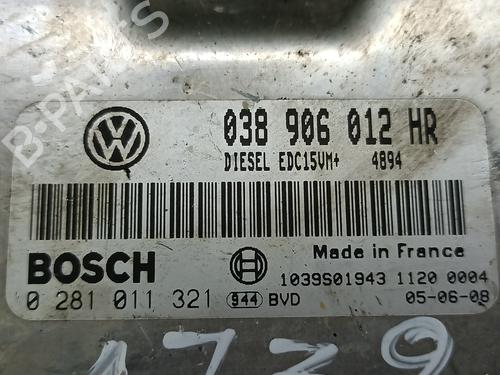 B-PARTS
VW
038 906 012 HR
DIESEL EDC15VM+ 4894
BOSCH
Made in France
1039S01943 1120 0004
0 281 011 321 944 BVD 05-06-08
1729